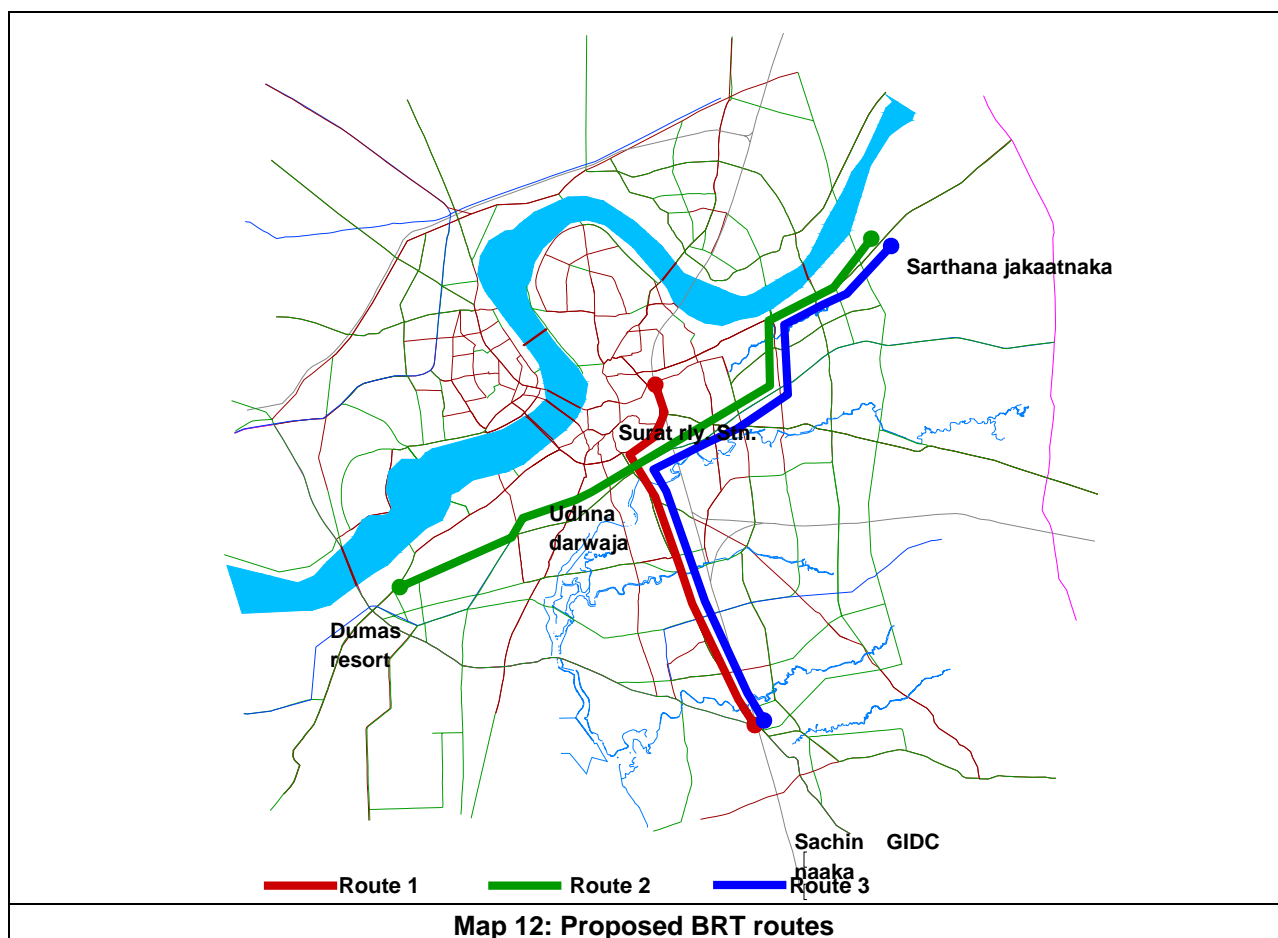 Sarthana jakaatnaka
Surat rly. Stn.
Udhna
darwaja
Dumas
resort
Sachin GIDC
naaka
Route 1 Route 2 Route 3
Map 12: Proposed BRT routes